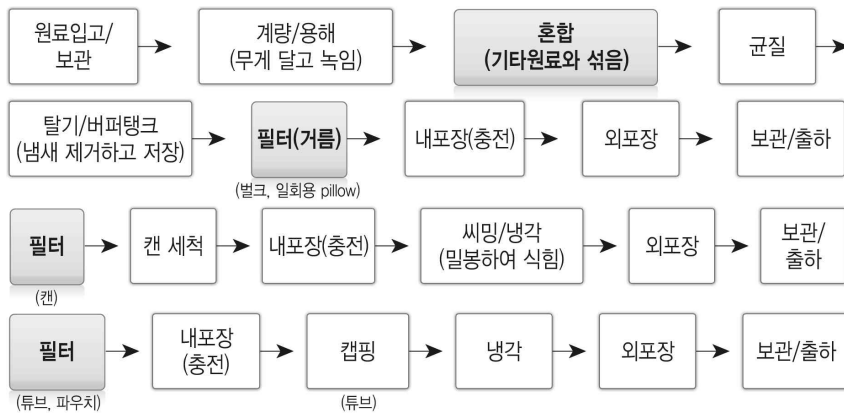 원료입고/
보관
계량/용해
(무게 달고 녹임)
혼합
(기타원료와 섞음)
균질
탈기/버퍼탱크
(냄새 제거하고 저장)
필터(거름)
(벌크, 일회용 pillow)
내포장(충전)
외포장
보관/출하
필터
(캔)
캔 세척
내포장(충전)
씨밍/냉각
(밀봉하여 식힘)
외포장
보관/
출하
필터
(튜브, 파우치)
내포장
(충전)
캡핑
(튜브)
냉각
외포장
보관/출하